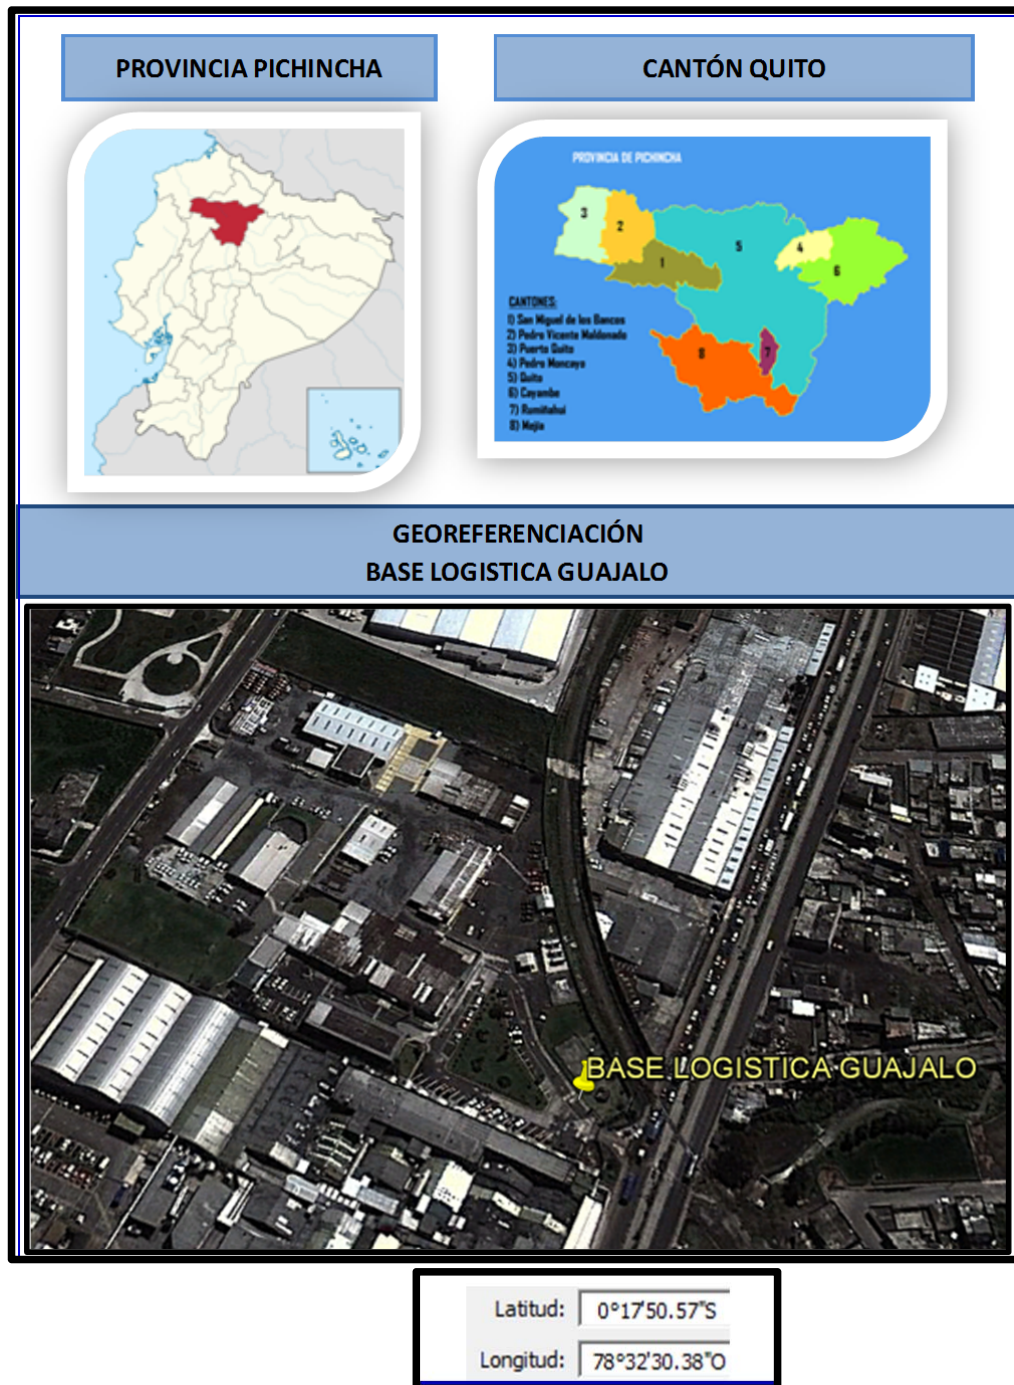 PROVINCIA PICHINCHA
CANTÓN QUITO
PROVINCIA DE PICHINCHA
3
2
1
5
4
6
8
7
CANTONES:
1) San Miguel de los Bancos
2) Pedro Vicente Maldonado
3) Puerto Quito
4) Pedro Moncayo
5) Quito
6) Cayambe
7) Rumiñahui
8) Mejía
GEOREFERENCIACIÓN
BASE LOGISTICA GUAJALO
BASE LOGISTICA GUAJALO
Latitud: 0°17'50.57"S
Longitud: 78°32'30.38"O